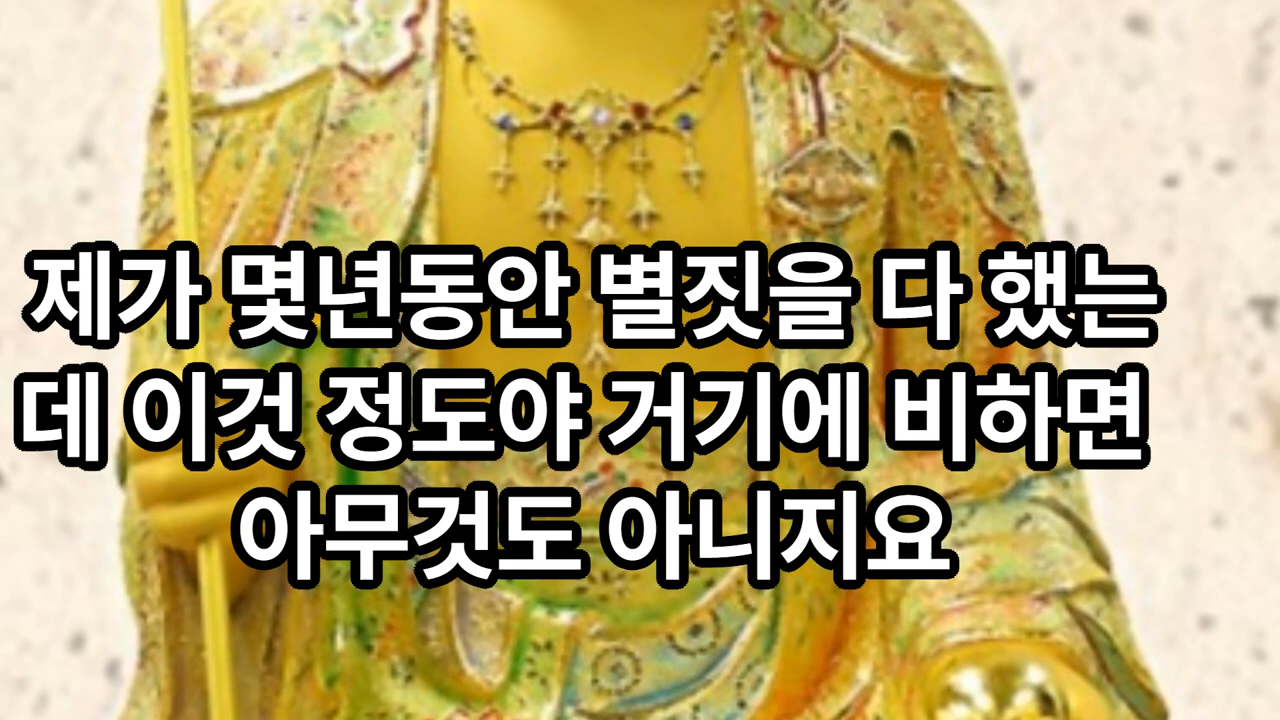 제가 몇년동안 별짓을 다 했는
데 이것 정도야 거기에 비하면
아무것도 아니지요